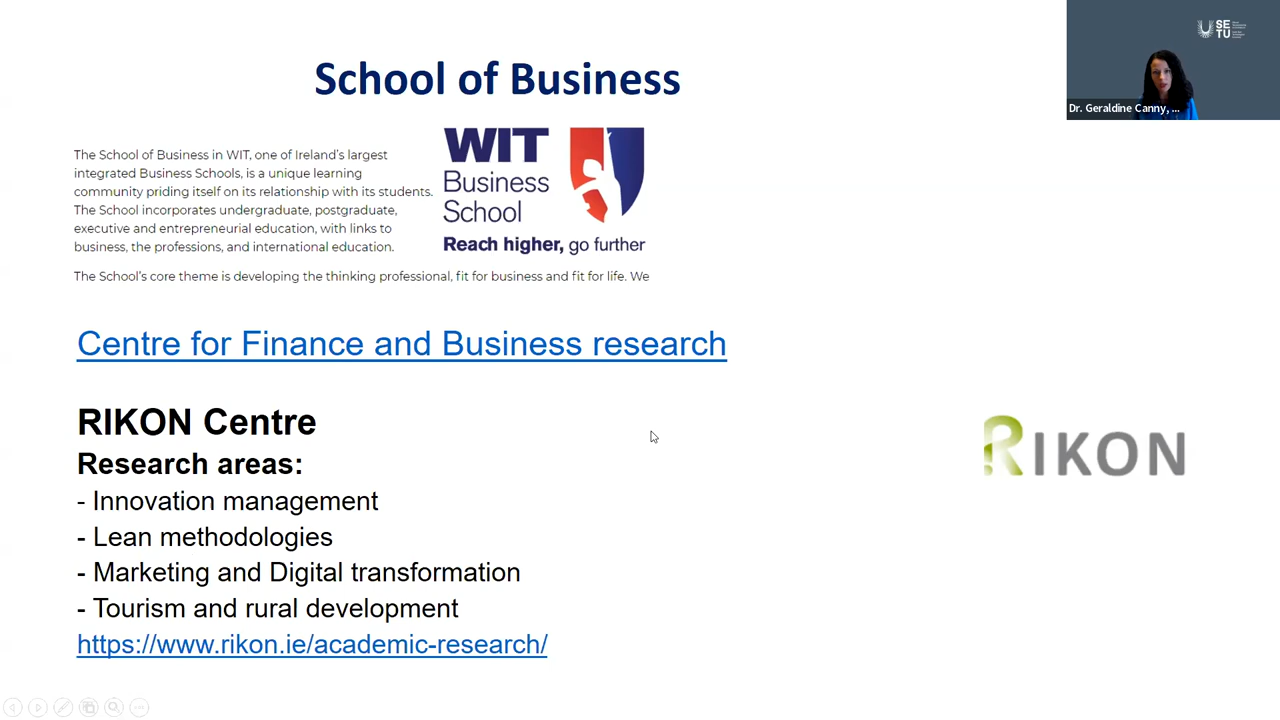 School of Business
SE
TU
Dr. Geraldine Canny, ...
The School of Business in WIT, one of Ireland's largest
integrated Business Schools, is a unique learning
community priding itself on its relationship with its students.
The School incorporates undergraduate, postgraduate,
executive and entrepreneurial education, with links to
business, the professions, and international education.
WIT
Business
School
Reach higher, go further
The School's core theme is developing the thinking professional, fit for business and fit for life. We
Centre for Finance and Business research
RIKON Centre
Research areas:
- Innovation management
- Lean methodologies
- Marketing and Digital transformation
- Tourism and rural development
https://www.rikon.ie/academic-research/
RIKON